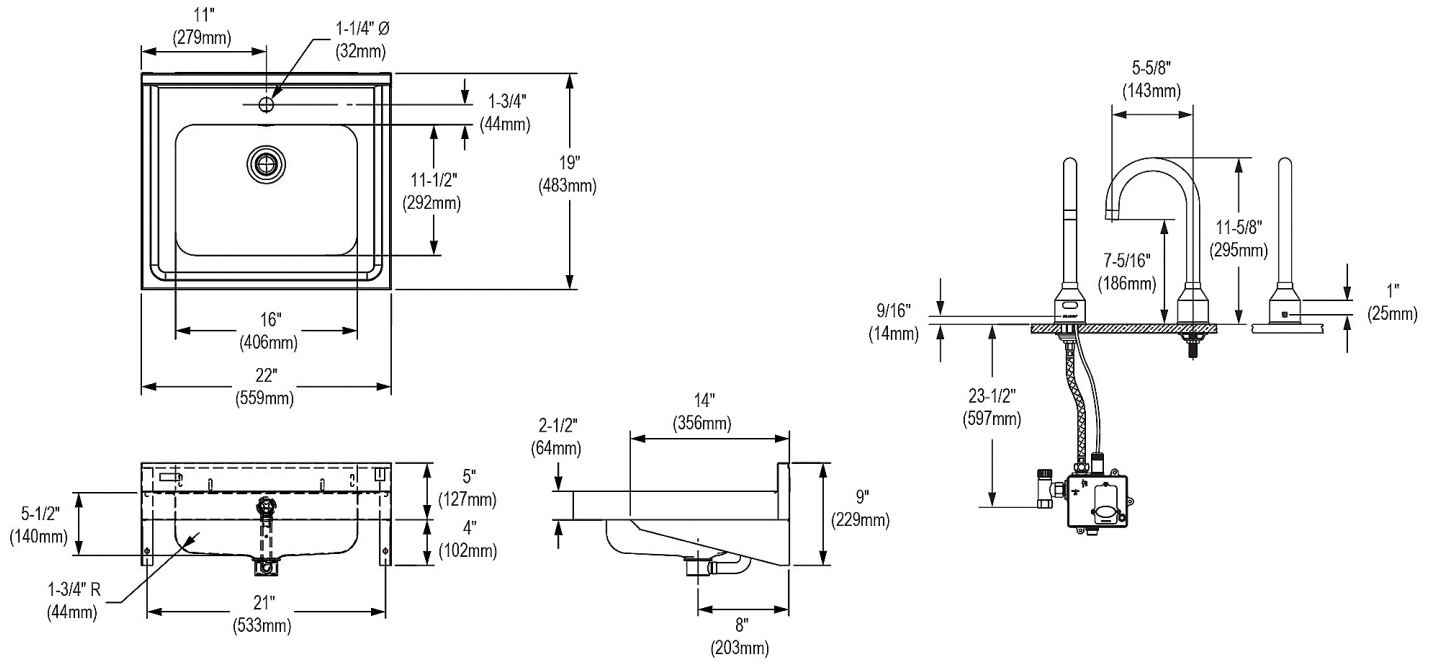 11"
(279mm)
1-1/4" Ø
(32mm)
1-3/4"
(44mm)
11-1/2"
(292mm)
19"
(483mm)
16"
(406mm)
22"
(559mm)
5-5/8"
(143mm)
11-5/8"
(295mm)
7-5/16"
(186mm)
9/16"
(14mm)
1"
(25mm)
23-1/2"
(597mm)
5"
(127mm)
5-1/2"
(140mm)
4"
(102mm)
1-3/4" R
(44mm)
21"
(533mm)
14"
(356mm)
2-1/2"
(64mm)
9"
(229mm)
8"
(203mm)